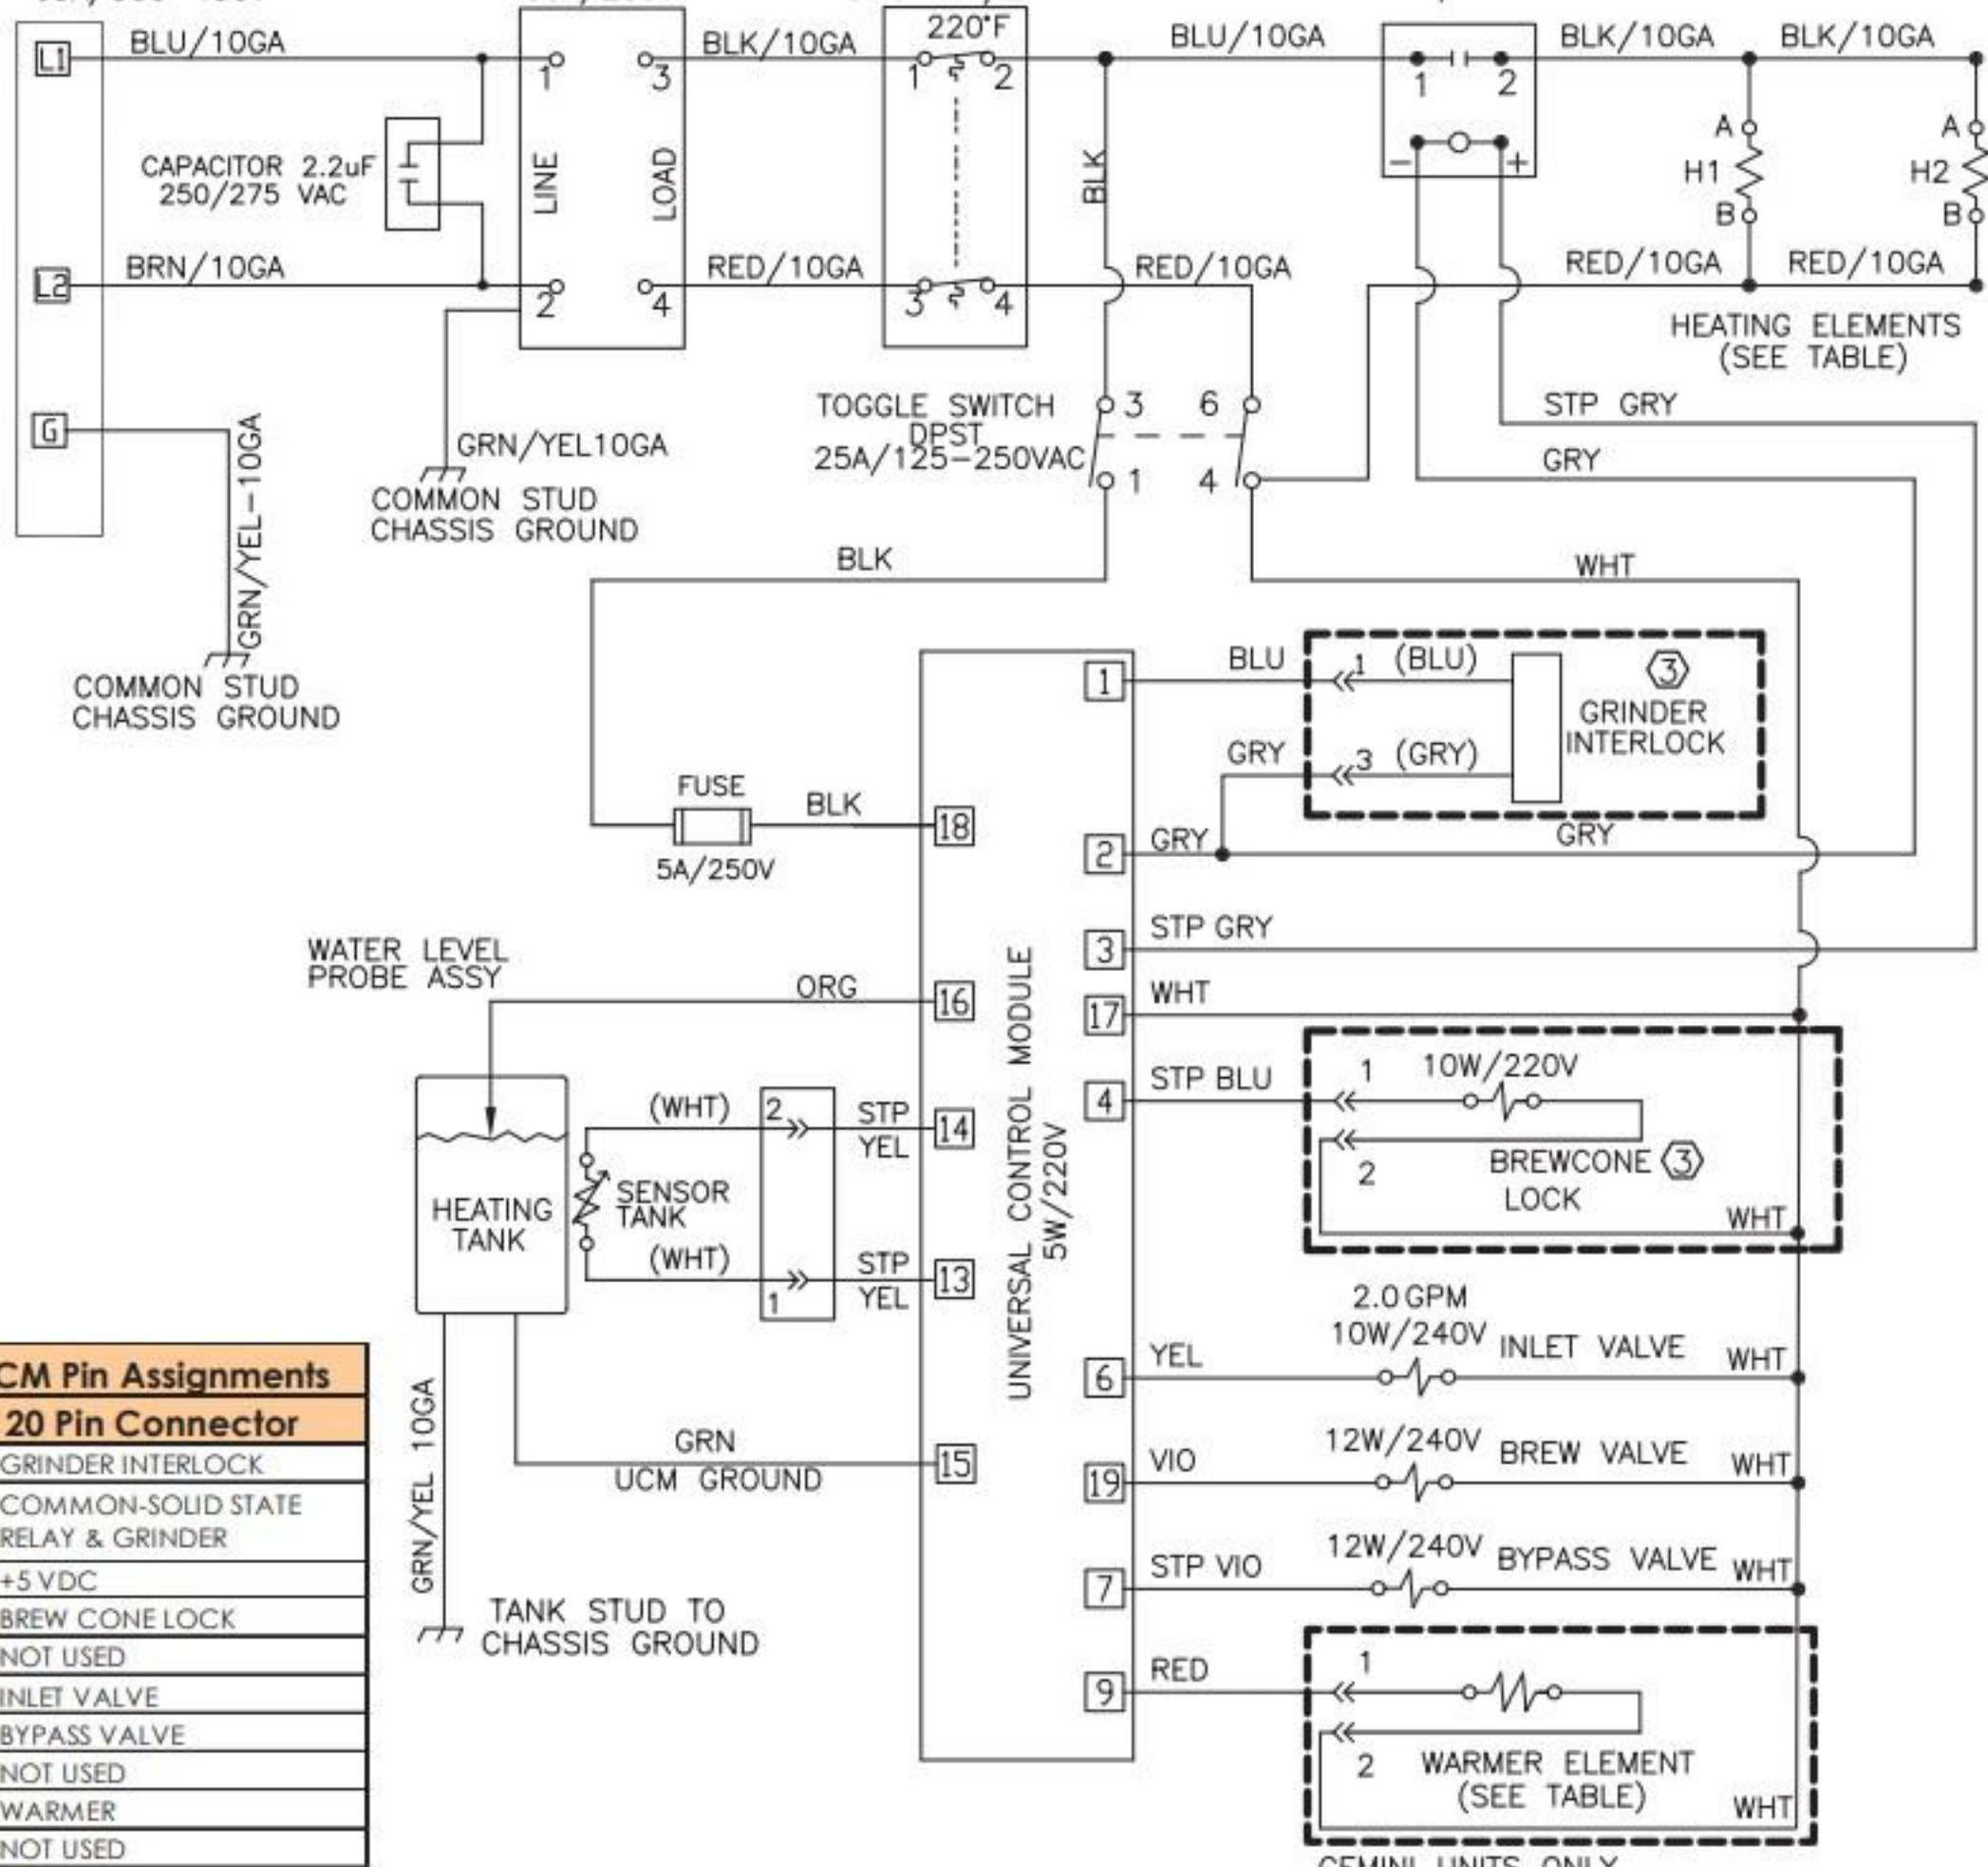 L1
BLU/10GA
1
3
BLK/10GA
220°F
1
2
BLU/10GA
1
2
BLK/10GA
BLK/10GA
CAPACITOR 2.2uF
250/275 VAC
LINE
LOAD
BLK
-
+
A
H1
B
A
H2
B
L2
BRN/10GA
2
4
RED/10GA
3
4
RED/10GA
RED/10GA
RED/10GA
HEATING ELEMENTS
(SEE TABLE)
G
GRN/YEL-10GA
GRN/YEL10GA
COMMON STUD
CHASSIS GROUND
TOGGLE SWITCH
DPST
25A/125-250VAC
3
6
1
4
STP GRY
GRY
BLK
WHT
COMMON STUD
CHASSIS GROUND
1
BLU
1
(BLU)
3
GRINDER
INTERLOCK
GRY
3
(GRY)
FUSE
BLK
18
5A/250V
2
GRY
GRY
3
STP GRY
WATER LEVEL
PROBE ASSY
ORG
16
17
WHT
UNIVERSAL CONTROL MODULE
5W/220V
4
STP BLU
1
10W/220V
2
BREWCONE
3
LOCK
WHT
HEATING
TANK
(WHT)
2
STP
YEL
14
SENSOR
TANK
(WHT)
1
STP
YEL
13
2.0 GPM
10W/240V
INLET VALVE
WHT
6
YEL
GRN
UCM GROUND
15
12W/240V
BREW VALVE
WHT
19
VIO
12W/240V
BYPASS VALVE
WHT
7
STP VIO
GRN/YEL 10GA
TANK STUD TO
CHASSIS GROUND
9
RED
1
2
WARMER ELEMENT
(SEE TABLE)
WHT
GEMINI UNITS ONLY
CM Pin Assignments
20 Pin Connector
GRINDER INTERLOCK
COMMON-SOLID STATE
RELAY & GRINDER
+5 VDC
BREW CONE LOCK
NOT USED
INLET VALVE
BYPASS VALVE
NOT USED
WARMER
NOT USED